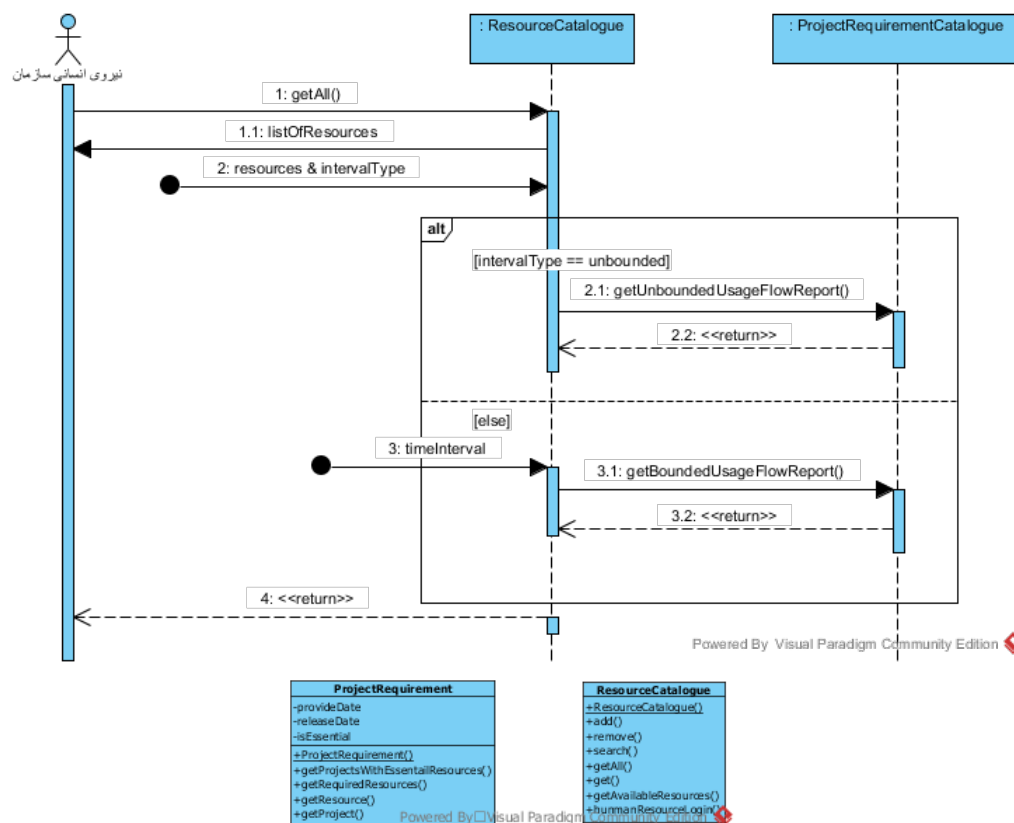 : ResourceCatalogue
: ProjectRequirementCatalogue
نیروی انسانی سازمان
1: getAll()
1.1: listOfResources
2: resources & intervalType
alt
[intervalType == unbounded]
2.1: getUnboundedUsageFlowReport()
2.2: <<return>>
[else]
3: timeInterval
3.1: getBoundedUsageFlowReport()
3.2: <<return>>
4: <<return>>
Powered By Visual Paradigm Community Edition
ProjectRequirement
-provideDate
-releaseDate
-isEssential
+ProjectRequirement()
+getProjectsWithEssentailResources()
+getRequiredResources()
+getResource()
+getProject()
ResourceCatalogue
+ResourceCatalogue()
+add()
+remove()
+search()
+getAll()
+get()
+getAvailableResources()
+hunmanResourceLogin()
Powered By Visual Paradigm Community Edition